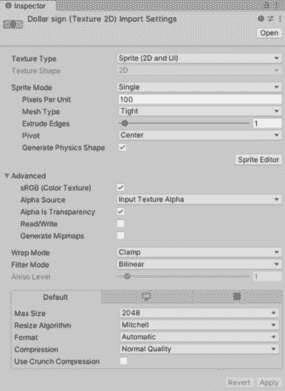 Inspector
Dollar sign (Texture 2D) Import Settings
Open
Texture Type Sprite (2D and UI)
Texture Shape 2D
Sprite Mode Single
Pixels Per Unit 100
Mesh Type Tight
Extrude Edges 1
Pivot Center
Generate Physics Shape
Sprite Editor
Advanced
sRGB (Color Texture)
Alpha Source Input Texture Alpha
Alpha Is Transparency
Read/Write
Generate Mipmaps
Wrap Mode Clamp
Filter Mode Bilinear
Aniso Level 1
Default
Max Size 2048
Resize Algorithm Mitchell
Format Automatic
Compression Normal Quality
Use Crunch Compression
Revert Apply